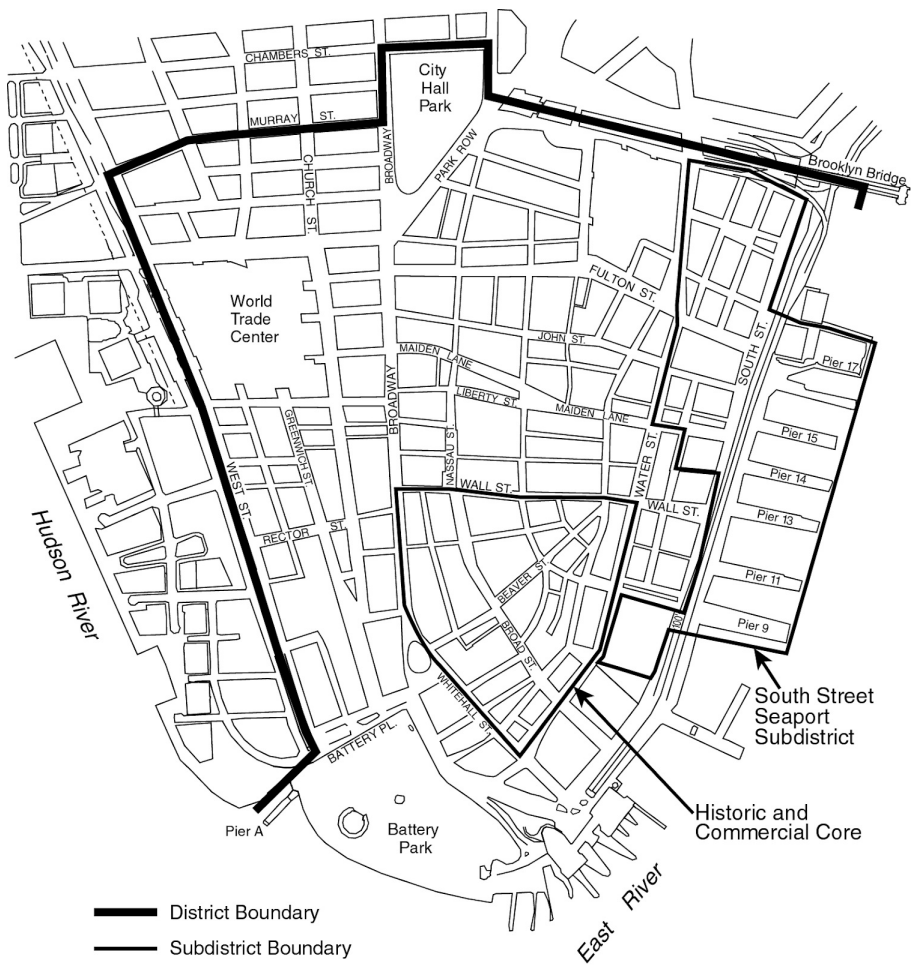 CHAMBERS ST.
City
Hall
Park
MURRAY ST.
BROADWAY
PARK ROW
Brooklyn Bridge
CHURCH ST.
FULTON ST.
World
Trade
Center
JOHN ST.
SOUTH ST.
MAIDEN LANE
Pier 17
BROADWAY
LIBERTY ST.
MAIDEN LANE
GREENWICH ST.
NASSAU ST.
Pier 15
WATER ST.
WEST ST.
WALL ST.
Pier 14
WALL ST.
Pier 13
RECTOR ST.
Hudson River
BEAVER ST.
Pier 11
100'
Pier 9
BROAD ST.
WHITEHALL ST.
South Street
Seaport
Subdistrict
BATTERY PL.
Pier A
Battery
Park
Historic and
Commercial Core
East River
District Boundary
Subdistrict Boundary